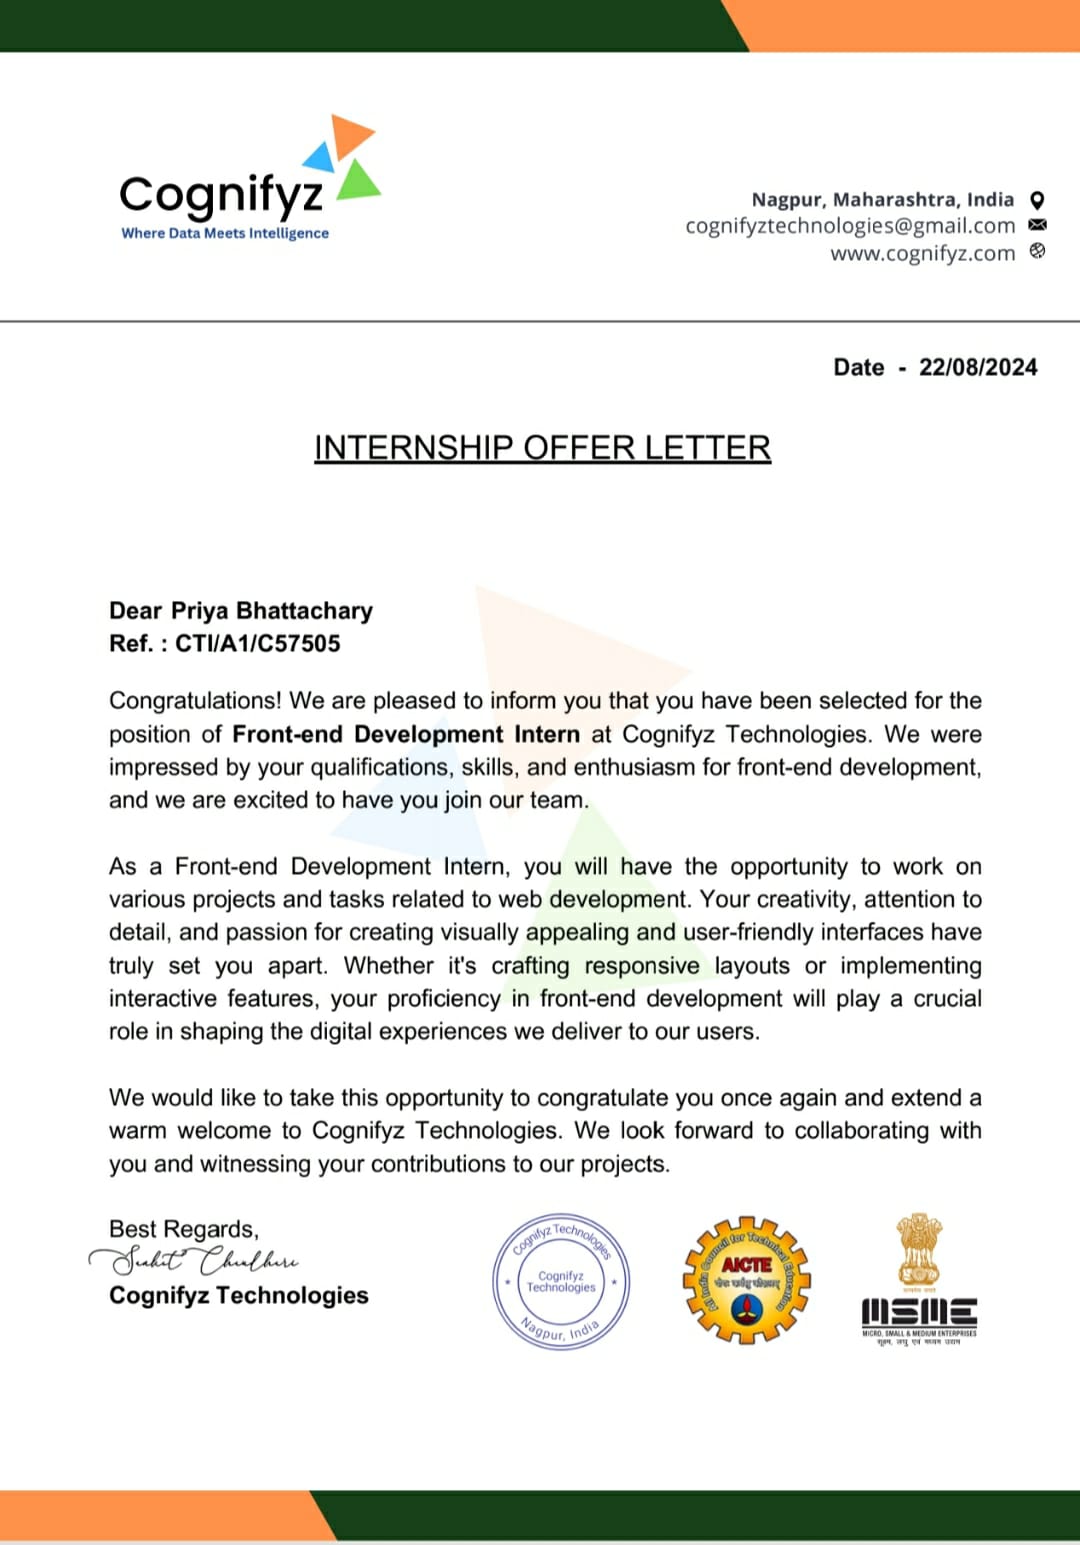 Cognifyz
Where Data Meets Intelligence
Nagpur, Maharashtra, India
cognifyztechnologies@gmail.com
www.cognifyz.com
Date - 22/08/2024
INTERNSHIP OFFER LETTER
Dear Priya Bhattachary
Ref. : CTI/A1/C57505
Congratulations! We are pleased to inform you that you have been selected for the
position of Front-end Development Intern at Cognifyz Technologies. We were
impressed by your qualifications, skills, and enthusiasm for front-end development,
and we are excited to have you join our team.
As a Front-end Development Intern, you will have the opportunity to work on
various projects and tasks related to web development. Your creativity, attention to
detail, and passion for creating visually appealing and user-friendly interfaces have
truly set you apart. Whether it's crafting responsive layouts or implementing
interactive features, your proficiency in front-end development will play a crucial
role in shaping the digital experiences we deliver to our users.
We would like to take this opportunity to congratulate you once again and extend a
warm welcome to Cognifyz Technologies. We look forward to collaborating with
you and witnessing your contributions to our projects.
Best Regards,
Cognifyz Technologies
Cognifyz Technologies
Cognifyz
Technologies
Nagpur, India
All India Council for Technical Education
AICTE
MSME
MICRO, SMALL & MEDIUM ENTERPRISES
सूक्ष्म, लघु एवं मध्यम उद्यम